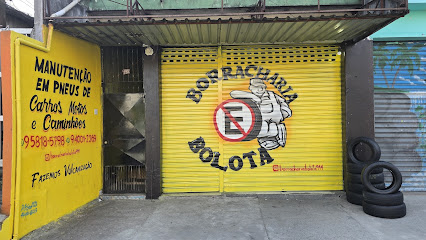 MANUTENÇÃO
EM PNEUS DE
Carros Motos
e Caminhões
FAZEMOS Vulcanização
BORRACHARIA
E
BOLOTA